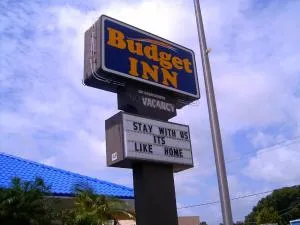 Budget
INN
VACANCY
STAY WITH US
ITS
LIKE HOME